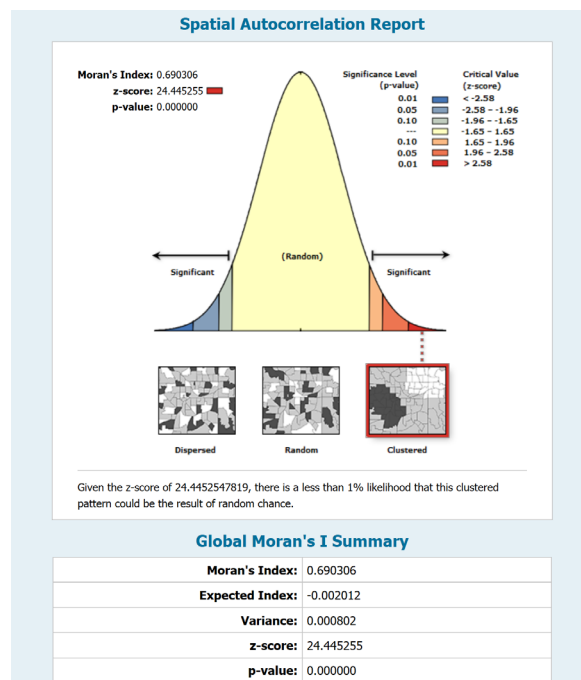 Spatial Autocorrelation Report
Moran's Index: 0.690306
z-score: 24.445255
p-value: 0.000000
Significance Level
(p-value)
Critical Value
(z-score)
0.01 < -2.58
0.05 -2.58 - -1.96
0.10 -1.96 - -1.65
--- -1.65 - 1.65
0.10 1.65 - 1.96
0.05 1.96 - 2.58
0.01 > 2.58
(Random)
Significant
Significant
Dispersed
Random
Clustered
Given the z-score of 24.4452547819, there is a less than 1% likelihood that this clustered
pattern could be the result of random chance.
Global Moran's I Summary
Moran's Index: 0.690306
Expected Index: -0.002012
Variance: 0.000802
z-score: 24.445255
p-value: 0.000000